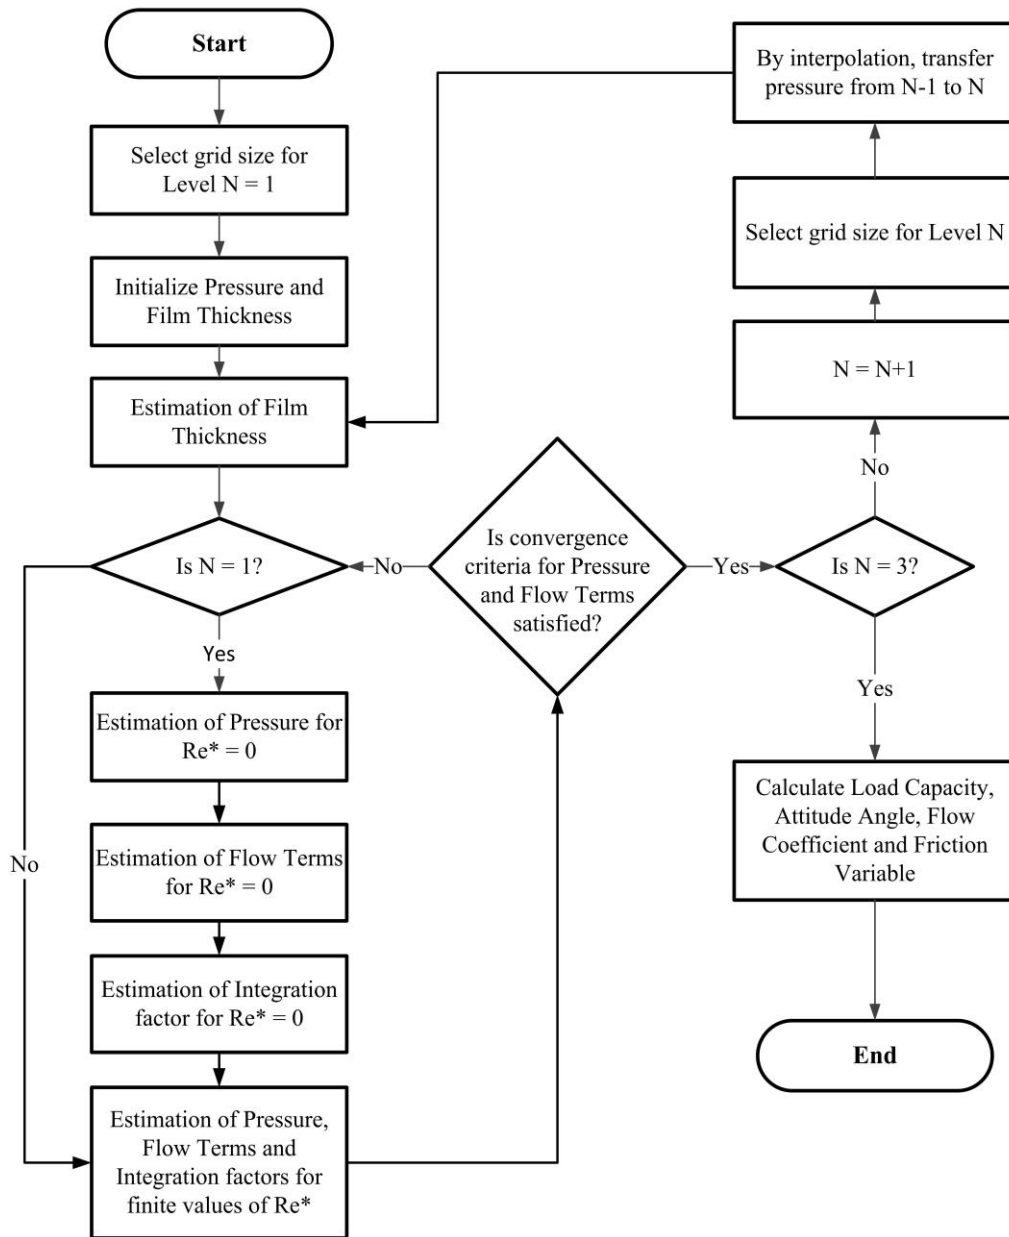 Start
Select grid size for
Level N = 1
Initialize Pressure and
Film Thickness
Estimation of Film
Thickness
Is N = 1?
Yes
No
Estimation of Pressure for
Re* = 0
Estimation of Flow Terms
for Re* = 0
Estimation of Integration
factor for Re* = 0
Estimation of Pressure,
Flow Terms and
Integration factors for
finite values of Re*
Is convergence
criteria for Pressure
and Flow Terms
satisfied?
No
Yes
Is N = 3?
No
N = N+1
Select grid size for Level N
By interpolation, transfer
pressure from N-1 to N
Yes
Calculate Load Capacity,
Attitude Angle, Flow
Coefficient and Friction
Variable
End